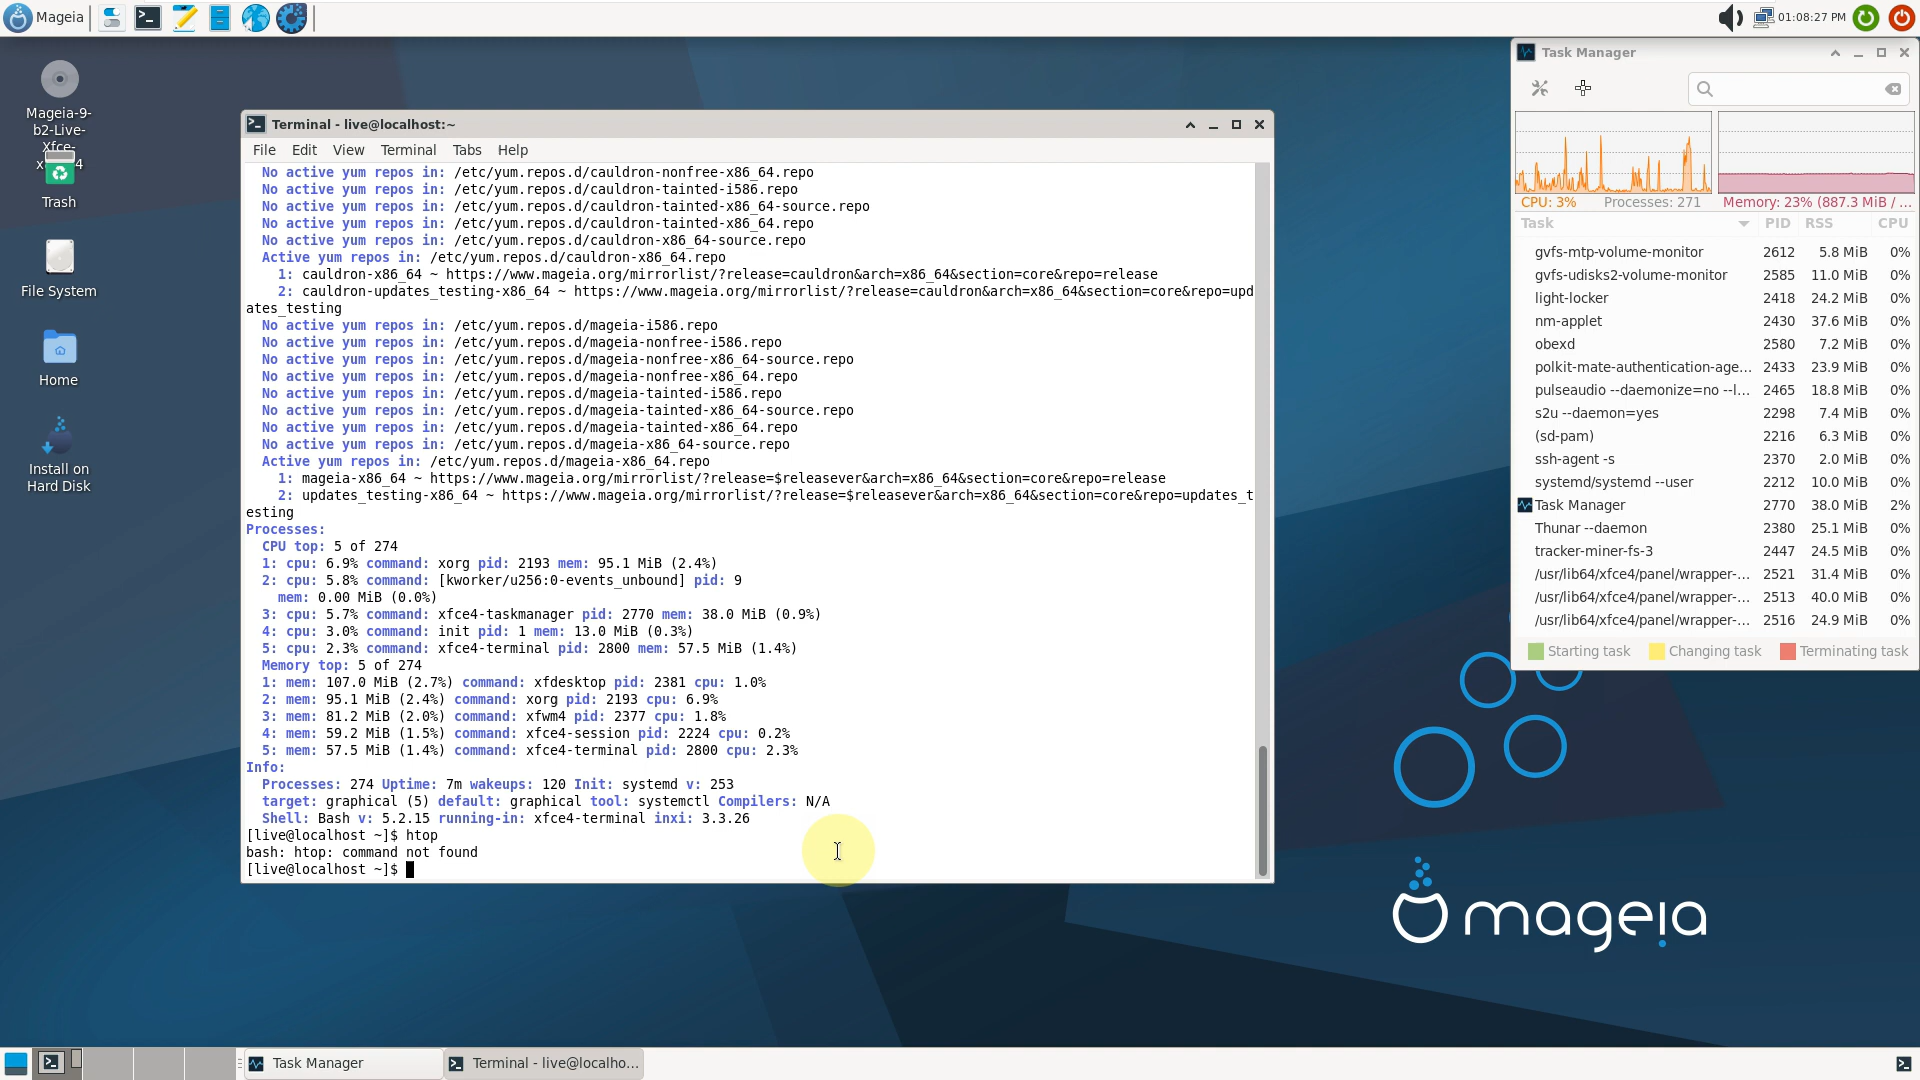 Mageia
01:08:27 PM
Mageia-9-
b2-Live-
Xfce-
Trash
File System
Home
Install on
Hard Disk
Terminal - live@localhost:~
File Edit View Terminal Tabs Help
No active yum repos in: /etc/yum.repos.d/cauldron-nonfree-x86_64.repo
No active yum repos in: /etc/yum.repos.d/cauldron-tainted-i586.repo
No active yum repos in: /etc/yum.repos.d/cauldron-tainted-x86_64-source.repo
No active yum repos in: /etc/yum.repos.d/cauldron-tainted-x86_64.repo
No active yum repos in: /etc/yum.repos.d/cauldron-x86_64-source.repo
Active yum repos in: /etc/yum.repos.d/cauldron-x86_64.repo
1: cauldron-x86_64 ~ https://www.mageia.org/mirrorlist/?release=cauldron&arch=x86_64&section=core&repo=release
2: cauldron-updates_testing-x86_64 ~ https://www.mageia.org/mirrorlist/?release=cauldron&arch=x86_64&section=core&repo=upd
ates_testing
No active yum repos in: /etc/yum.repos.d/mageia-i586.repo
No active yum repos in: /etc/yum.repos.d/mageia-nonfree-i586.repo
No active yum repos in: /etc/yum.repos.d/mageia-nonfree-x86_64-source.repo
No active yum repos in: /etc/yum.repos.d/mageia-nonfree-x86_64.repo
No active yum repos in: /etc/yum.repos.d/mageia-tainted-i586.repo
No active yum repos in: /etc/yum.repos.d/mageia-tainted-x86_64-source.repo
No active yum repos in: /etc/yum.repos.d/mageia-tainted-x86_64.repo
No active yum repos in: /etc/yum.repos.d/mageia-x86_64-source.repo
Active yum repos in: /etc/yum.repos.d/mageia-x86_64.repo
1: mageia-x86_64 ~ https://www.mageia.org/mirrorlist/?release=$releasever&arch=x86_64&section=core&repo=release
2: updates_testing-x86_64 ~ https://www.mageia.org/mirrorlist/?release=$releasever&arch=x86_64&section=core&repo=updates_t
esting
Processes:
CPU top: 5 of 274
1: cpu: 6.9% command: xorg pid: 2193 mem: 95.1 MiB (2.4%)
2: cpu: 5.8% command: [kworker/u256:0-events_unbound] pid: 9
mem: 0.00 MiB (0.0%)
3: cpu: 5.7% command: xfce4-taskmanager pid: 2770 mem: 38.0 MiB (0.9%)
4: cpu: 3.0% command: init pid: 1 mem: 13.0 MiB (0.3%)
5: cpu: 2.3% command: xfce4-terminal pid: 2800 mem: 57.5 MiB (1.4%)
Memory top: 5 of 274
1: mem: 107.0 MiB (2.7%) command: xfdesktop pid: 2381 cpu: 1.0%
2: mem: 95.1 MiB (2.4%) command: xorg pid: 2193 cpu: 6.9%
3: mem: 81.2 MiB (2.0%) command: xfwm4 pid: 2377 cpu: 1.8%
4: mem: 59.2 MiB (1.5%) command: xfce4-session pid: 2224 cpu: 0.2%
5: mem: 57.5 MiB (1.4%) command: xfce4-terminal pid: 2800 cpu: 2.3%
Info:
Processes: 274 Uptime: 7m wakeups: 120 Init: systemd v: 253
target: graphical (5) default: graphical tool: systemctl Compilers: N/A
Shell: Bash v: 5.2.15 running-in: xfce4-terminal inxi: 3.3.26
[live@localhost ~]$ htop
bash: htop: command not found
[live@localhost ~]$
Task Manager
CPU: 3% Processes: 271 Memory: 23% (887.3 MiB / ...
Task PID RSS CPU
gvfs-mtp-volume-monitor 2612 5.8 MiB 0%
gvfs-udisks2-volume-monitor 2585 11.0 MiB 0%
light-locker 2418 24.2 MiB 0%
nm-applet 2430 37.6 MiB 0%
obexd 2580 7.2 MiB 0%
polkit-mate-authentication-age... 2433 23.9 MiB 0%
pulseaudio --daemonize=no --l... 2465 18.8 MiB 0%
s2u --daemon=yes 2298 7.4 MiB 0%
(sd-pam) 2216 6.3 MiB 0%
ssh-agent -s 2370 2.0 MiB 0%
systemd/systemd --user 2212 10.0 MiB 0%
Task Manager 2770 38.0 MiB 2%
Thunar --daemon 2380 25.1 MiB 0%
tracker-miner-fs-3 2447 24.5 MiB 0%
/usr/lib64/xfce4/panel/wrapper-... 2521 31.4 MiB 0%
/usr/lib64/xfce4/panel/wrapper-... 2513 40.0 MiB 0%
/usr/lib64/xfce4/panel/wrapper-... 2516 24.9 MiB 0%
Starting task Changing task Terminating task
mageia
Task Manager
Terminal - live@localho...